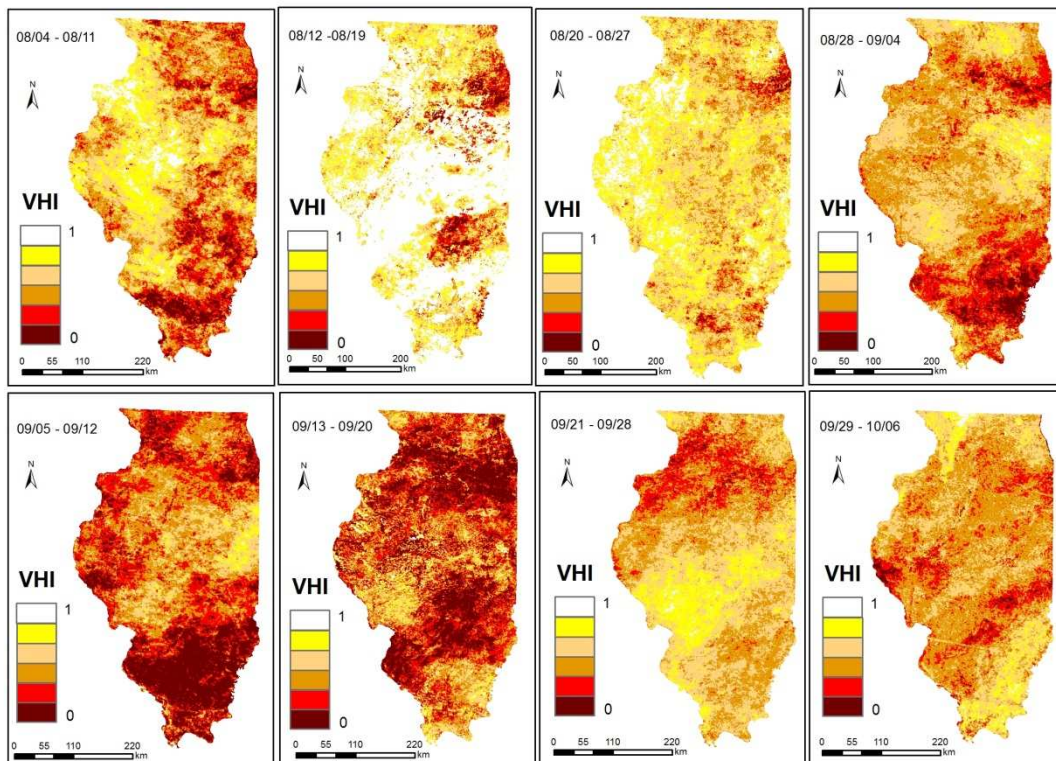 08/04 - 08/11
N
VHI
1
0
0 55 110 220
km
08/12 -08/19
N
VHI
1
0
0 50 100 200
km
08/20 - 08/27
N
VHI
1
0
0 50 100 200
km
08/28 - 09/04
N
VHI
1
0
0 50 100 200
km
09/05 - 09/12
N
VHI
1
0
0 55 110 220
km
09/13 - 09/20
N
VHI
1
0
0 55 110 220
km
09/21 - 09/28
N
VHI
1
0
0 55 110 220
km
09/29 - 10/06
N
VHI
1
0
0 55 110 220
km